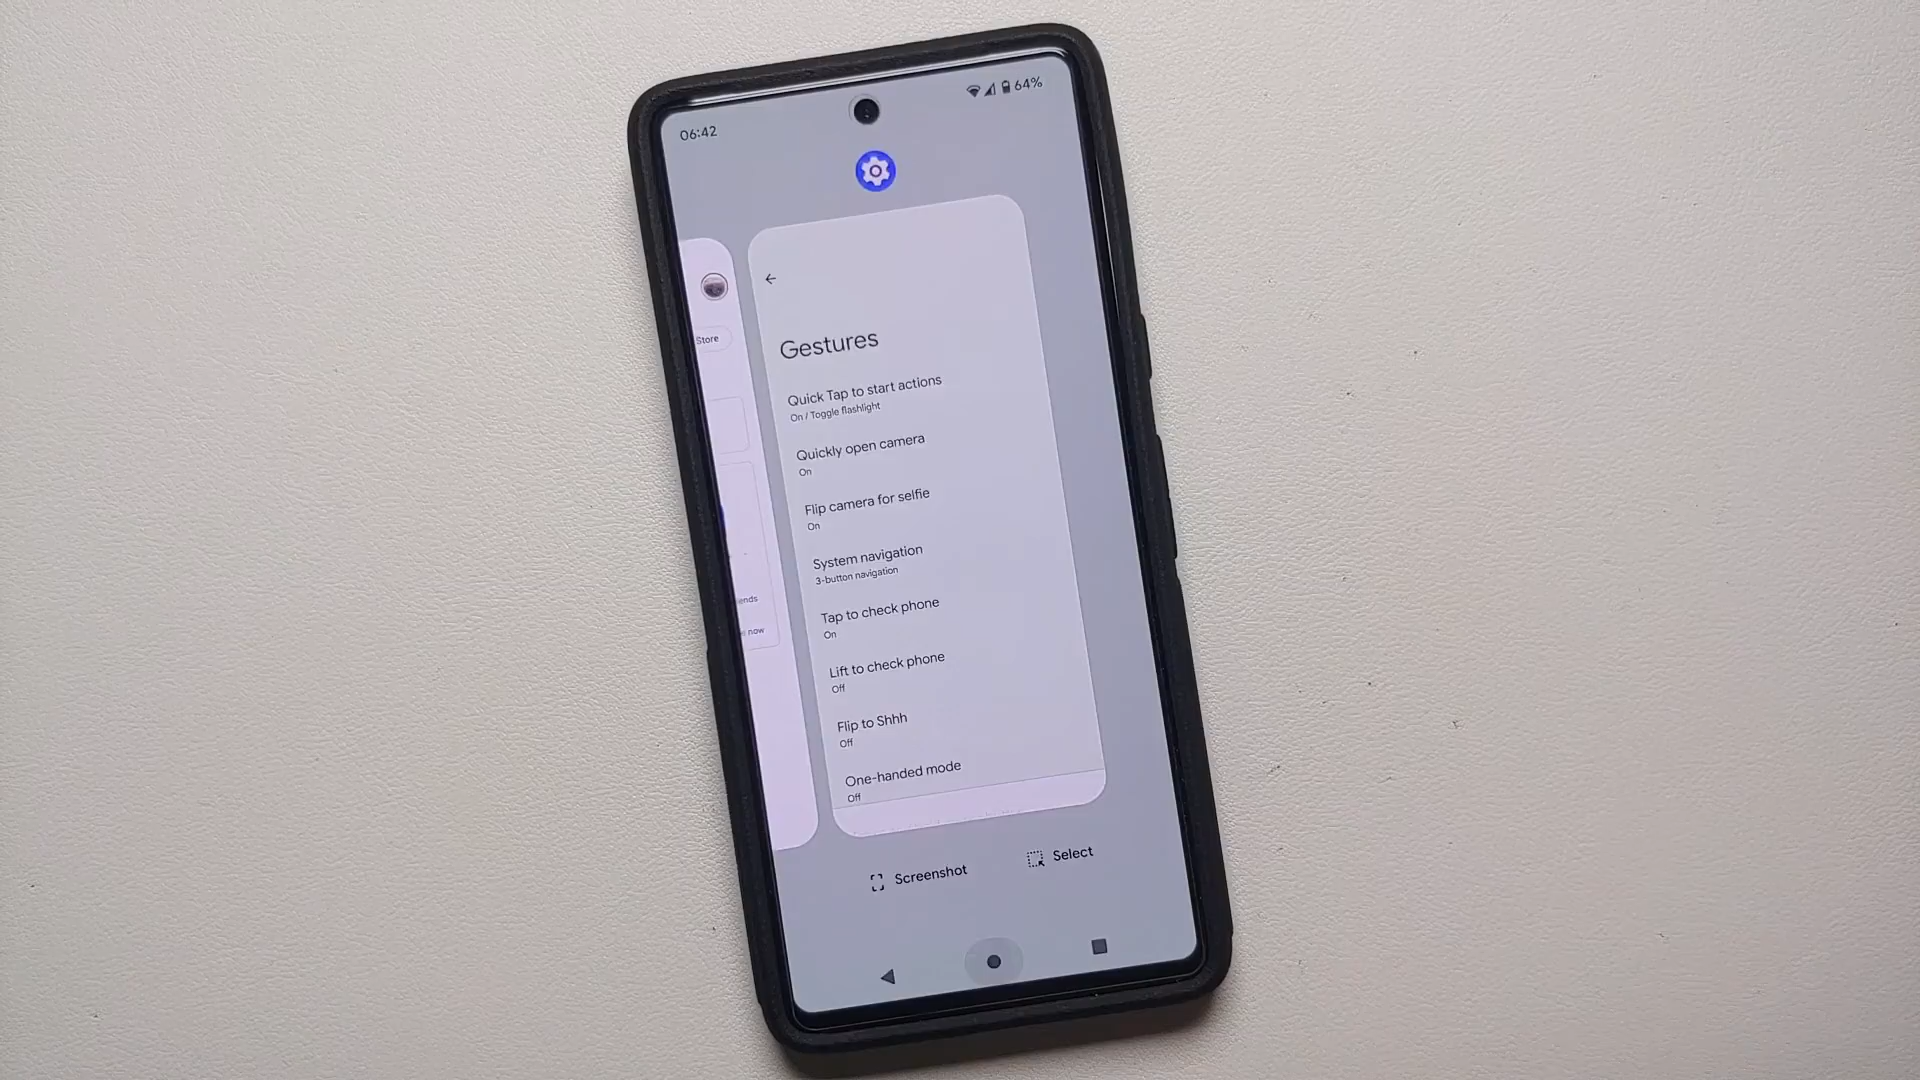 06:42
64%
Store
ends
now
Gestures
Quick Tap to start actions
On / Toggle flashlight
Quickly open camera
On
Flip camera for selfie
On
System navigation
3-button navigation
Tap to check phone
On
Lift to check phone
Off
Flip to Shhh
Off
One-handed mode
Off
Screenshot
Select